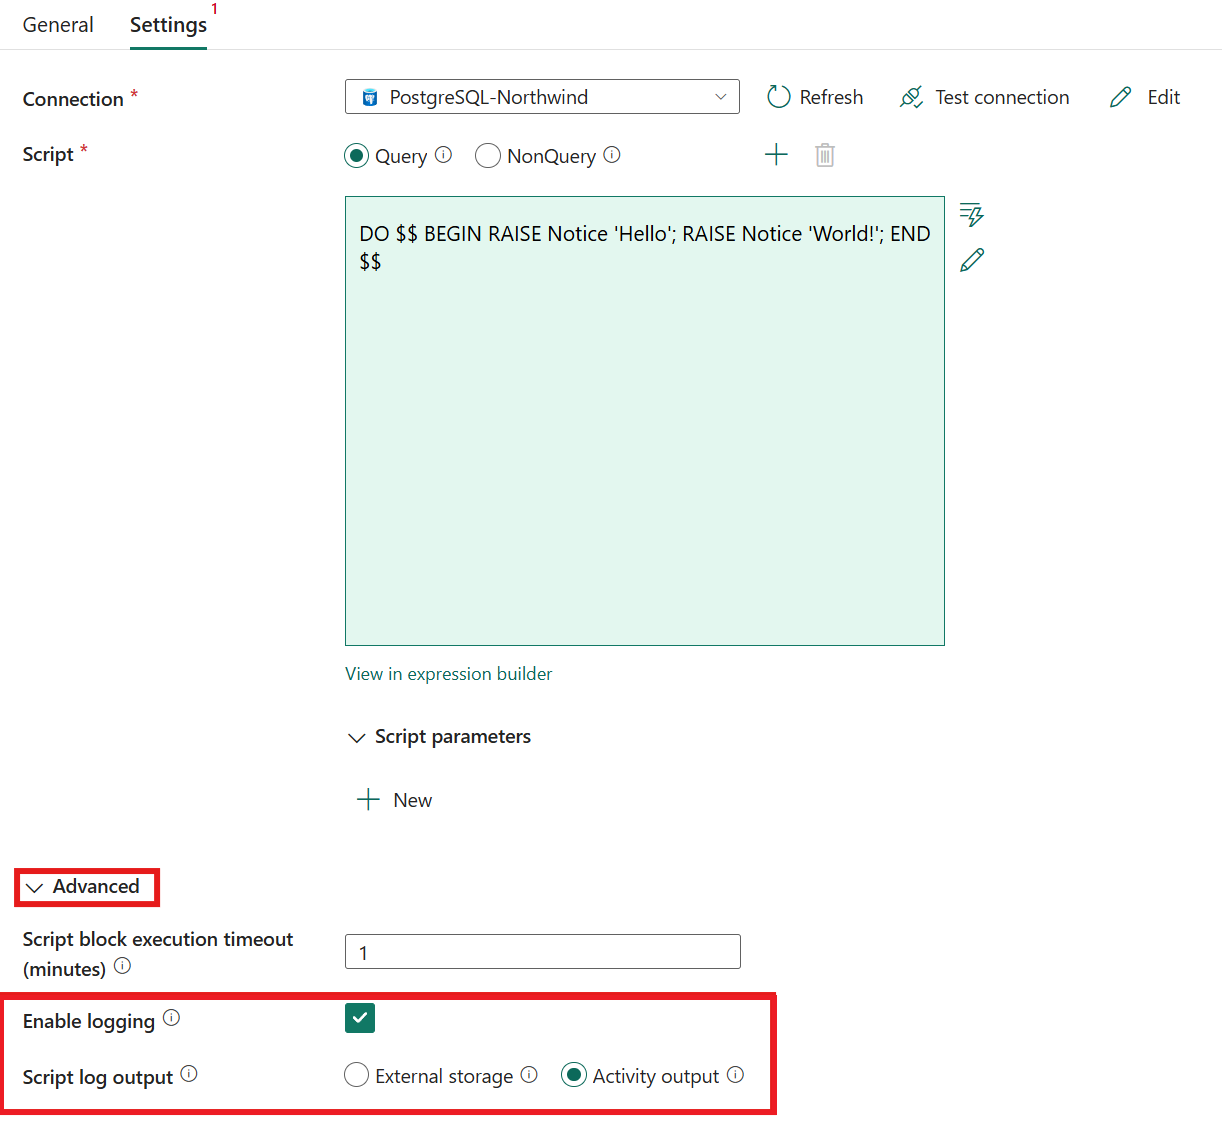 General
Settings
1
Connection *
PostgreSQL-Northwind
Refresh
Test connection
Edit
Script *
Query
NonQuery
DO $$ BEGIN RAISE Notice 'Hello'; RAISE Notice 'World!'; END
$$
View in expression builder
Script parameters
New
Advanced
Script block execution timeout
(minutes)
1
Enable logging
Script log output
External storage
Activity output